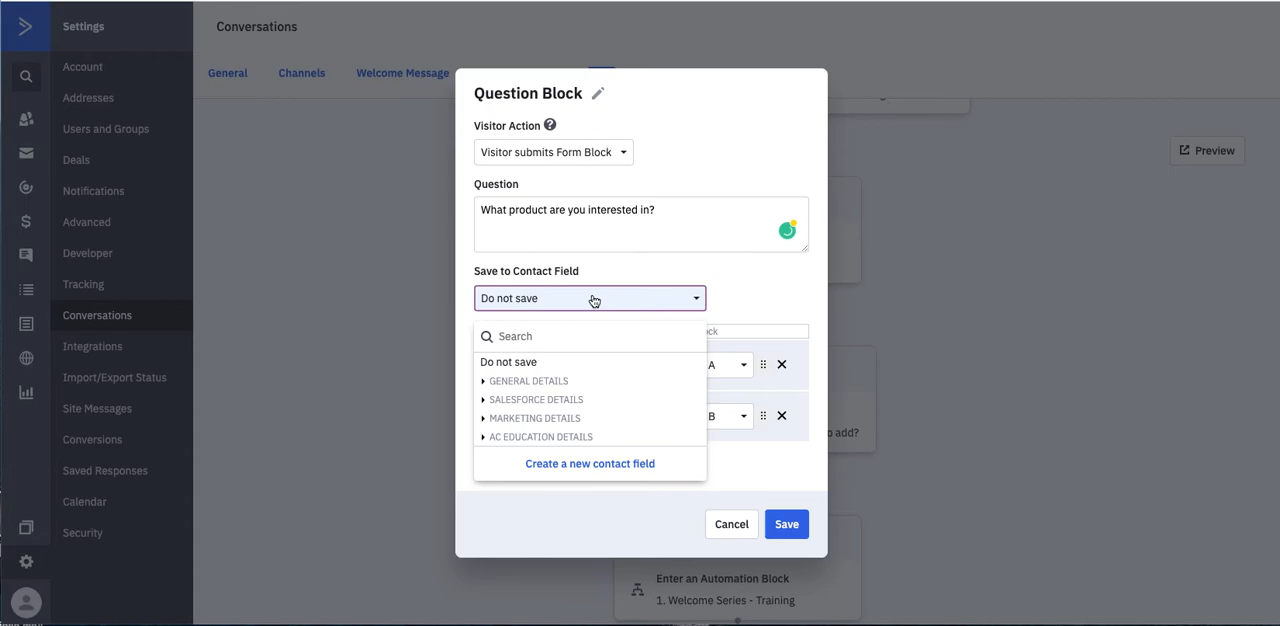 Settings
Conversations
Account
Addresses
Users and Groups
Deals
Notifications
Advanced
Developer
Tracking
Conversations
Integrations
Import/Export Status
Site Messages
Conversions
Saved Responses
Calendar
Security
General
Channels
Welcome Message
Preview
Question Block
Visitor Action
Visitor submits Form Block
Question
What product are you interested in?
Save to Contact Field
Do not save
Search
Do not save
GENERAL DETAILS
SALESFORCE DETAILS
MARKETING DETAILS
AC EDUCATION DETAILS
Create a new contact field
A
B
Cancel
Save
add?
Enter an Automation Block
1. Welcome Series - Training